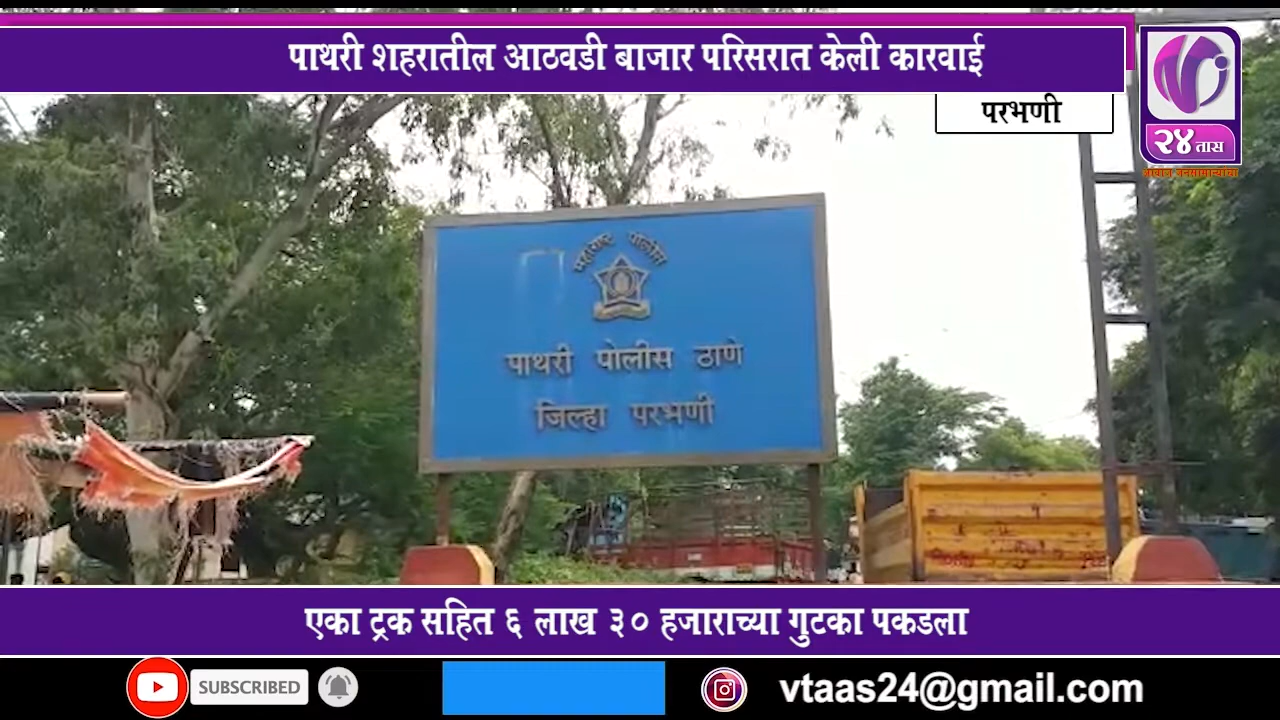 पाथरी शहरातील आठवडी बाजार परिसरात केली कारवाई
परभणी
२४ तास
महाराष्ट्र पोलीस
पाथरी पोलीस ठाणे
जिल्हा परभणी
एका ट्रक सहित ६ लाख ३० हजाराच्या गुटका पकडला
SUBSCRIBED
vtaas24@gmail.com